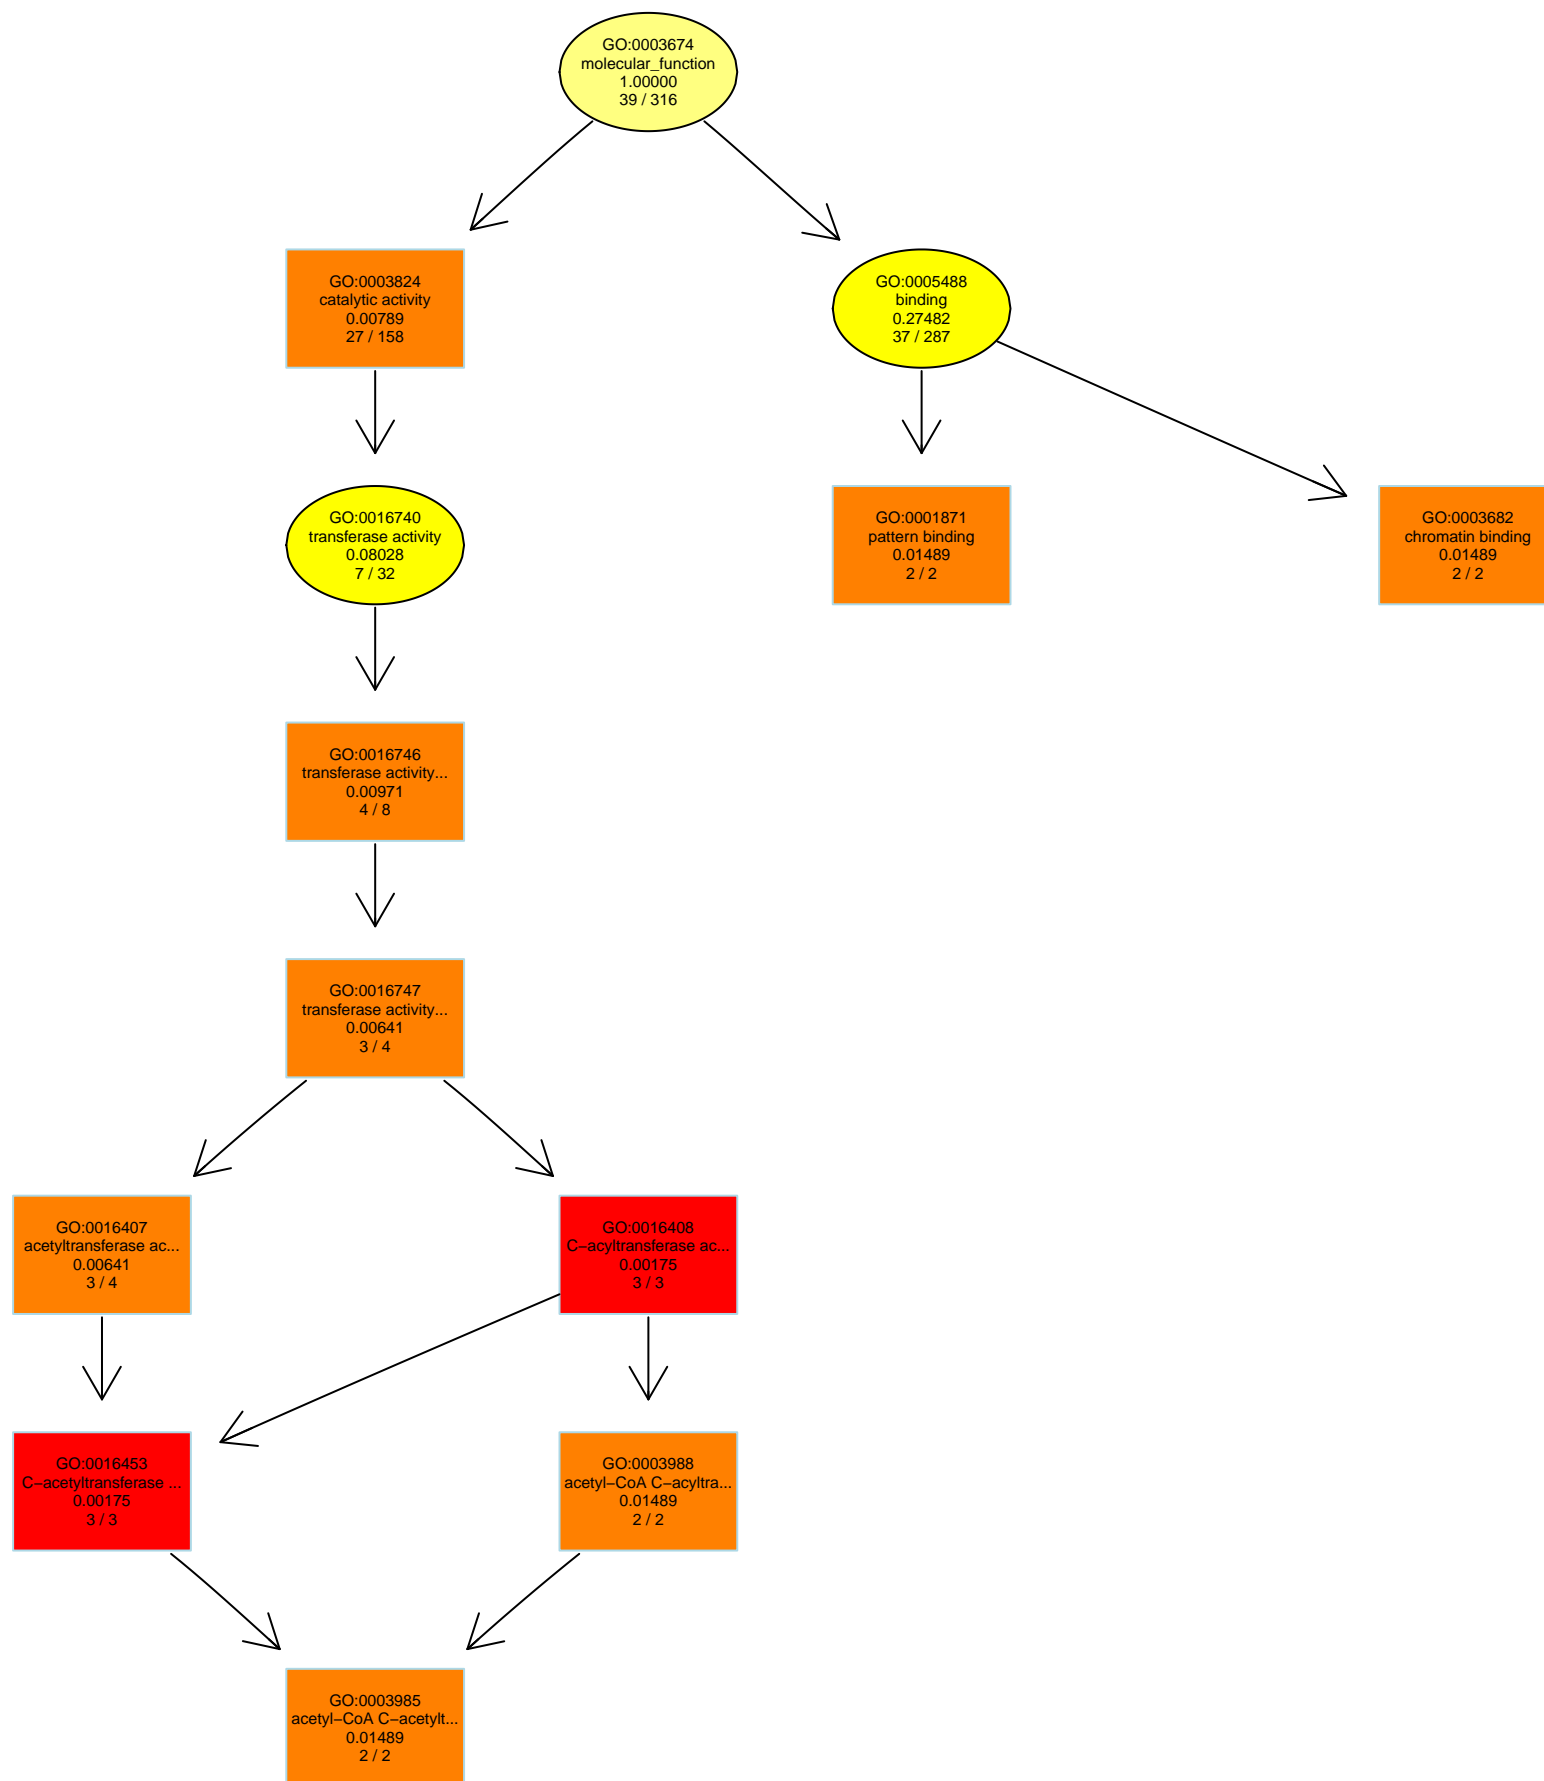 GO:0003674
molecular_function
1.00000
39 / 316
GO:0003824
catalytic activity
0.00789
27 / 158
GO:0005488
binding
0.27482
37 / 287
GO:0016740
transferase activity
0.08028
7 / 32
GO:0001871
pattern binding
0.01489
2 / 2
GO:0003682
chromatin binding
0.01489
2 / 2
GO:0016746
transferase activity...
0.00971
4 / 8
GO:0016747
transferase activity...
0.00641
3 / 4
GO:0016407
acetyltransferase ac...
0.00641
3 / 4
GO:0016408
C−acyltransferase ac...
0.00175
3 / 3
GO:0016453
C−acetyltransferase ...
0.00175
3 / 3
GO:0003988
acetyl−CoA C−acyltra...
0.01489
2 / 2
GO:0003985
acetyl−CoA C−acetylt...
0.01489
2 / 2